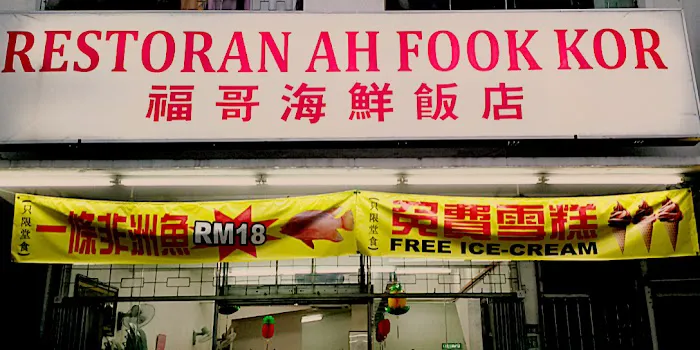 RESTORAN AH FOOK KOR
福哥海鮮飯店
只限堂食
一條非洲魚 RM18
只限堂食
免費雪糕
FREE ICE-CREAM